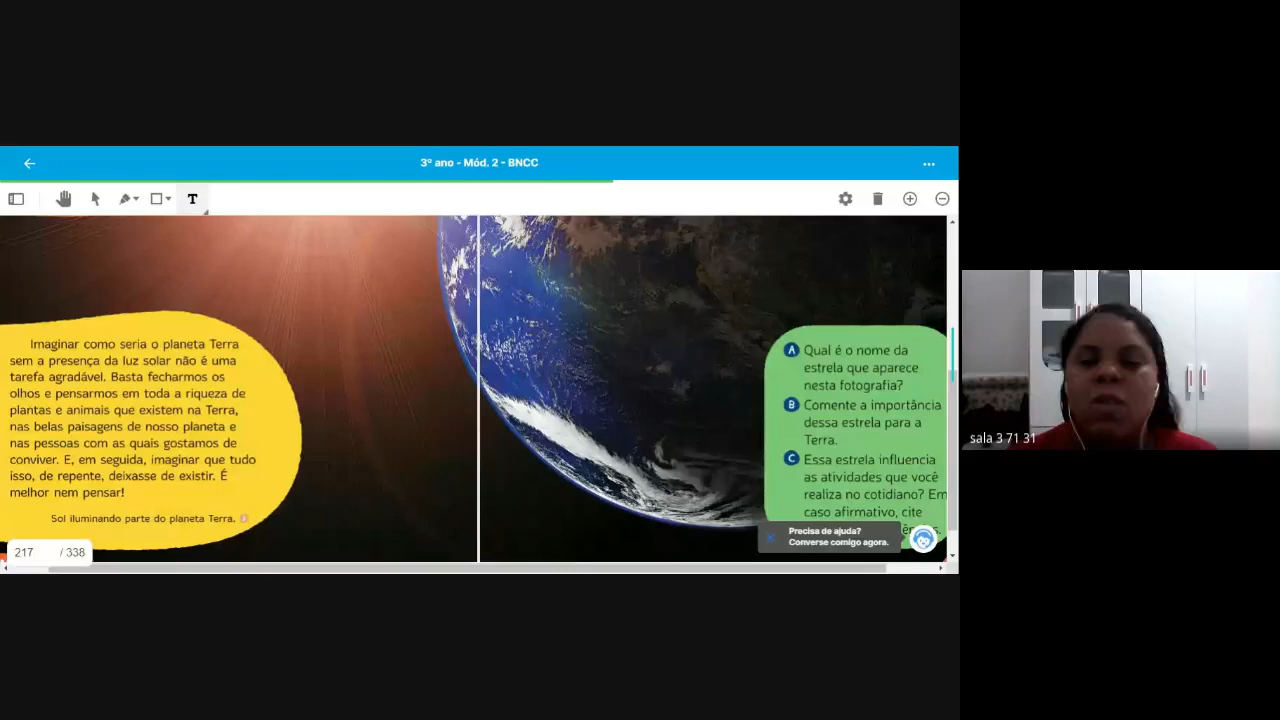 3º ano - Mód. 2 - BNCC
T
Imaginar como seria o planeta Terra
sem a presença da luz solar não é uma
tarefa agradável. Basta fecharmos os
olhos e pensarmos em toda a riqueza de
plantas e animais que existem na Terra,
nas belas paisagens de nosso planeta e
nas pessoas com as quais gostamos de
conviver. E, em seguida, imaginar que tudo
isso, de repente, deixasse de existir. É
melhor nem pensar!
Sol iluminando parte do planeta Terra.
217 / 338
A Qual é o nome da
estrela que aparece
nesta fotografia?
B Comente a importância
dessa estrela para a
Terra.
C Essa estrela influencia
as atividades que você
realiza no cotidiano? Em
caso afirmativo, cite
Precisa de ajuda?
Converse comigo agora.
sala 3 71 31